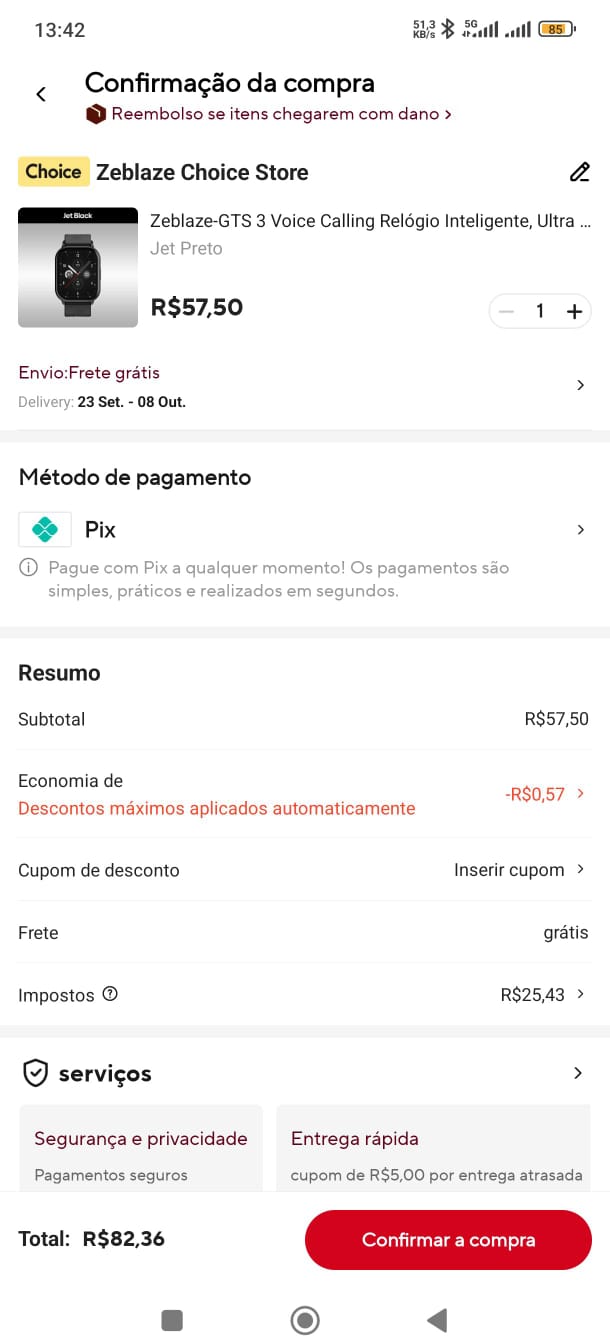 13:42
51,3 KB/s 5G 85
Confirmação da compra
Reembolso se itens chegarem com dano >
Choice Zeblaze Choice Store
Jet Black
Zeblaze-GTS 3 Voice Calling Relógio Inteligente, Ultra ...
Jet Preto
R$57,50
1
Envio:Frete grátis
Delivery: 23 Set. - 08 Out.
Método de pagamento
Pix
Pague com Pix a qualquer momento! Os pagamentos são
simples, práticos e realizados em segundos.
Resumo
Subtotal R$57,50
Economia de
Descontos máximos aplicados automaticamente -R$0,57
Cupom de desconto Inserir cupom
Frete grátis
Impostos R$25,43
serviços
Segurança e privacidade
Pagamentos seguros
Entrega rápida
cupom de R$5,00 por entrega atrasada
Total: R$82,36
Confirmar a compra